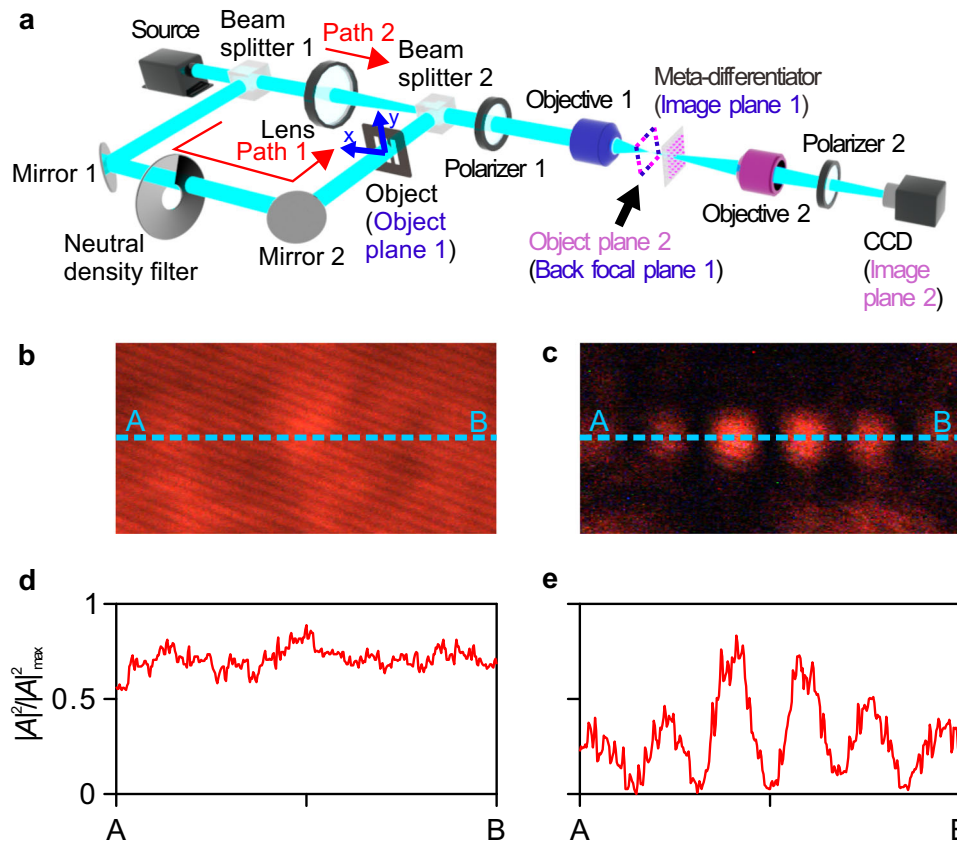 a
Source
Beam
splitter 1
Path 2
Beam
splitter 2
Objective 1
Meta-differentiator
(Image plane 1)
Polarizer 2
Mirror 1
Lens
Path 1
y
x
Polarizer 1
Objective 2
Neutral
density filter
Mirror 2
Object
(Object
plane 1)
Object plane 2
(Back focal plane 1)
CCD
(Image
plane 2)
b
A
B
c
A
B
d
1
0.5
0
|A|²/|A|²max
A
B
e
A